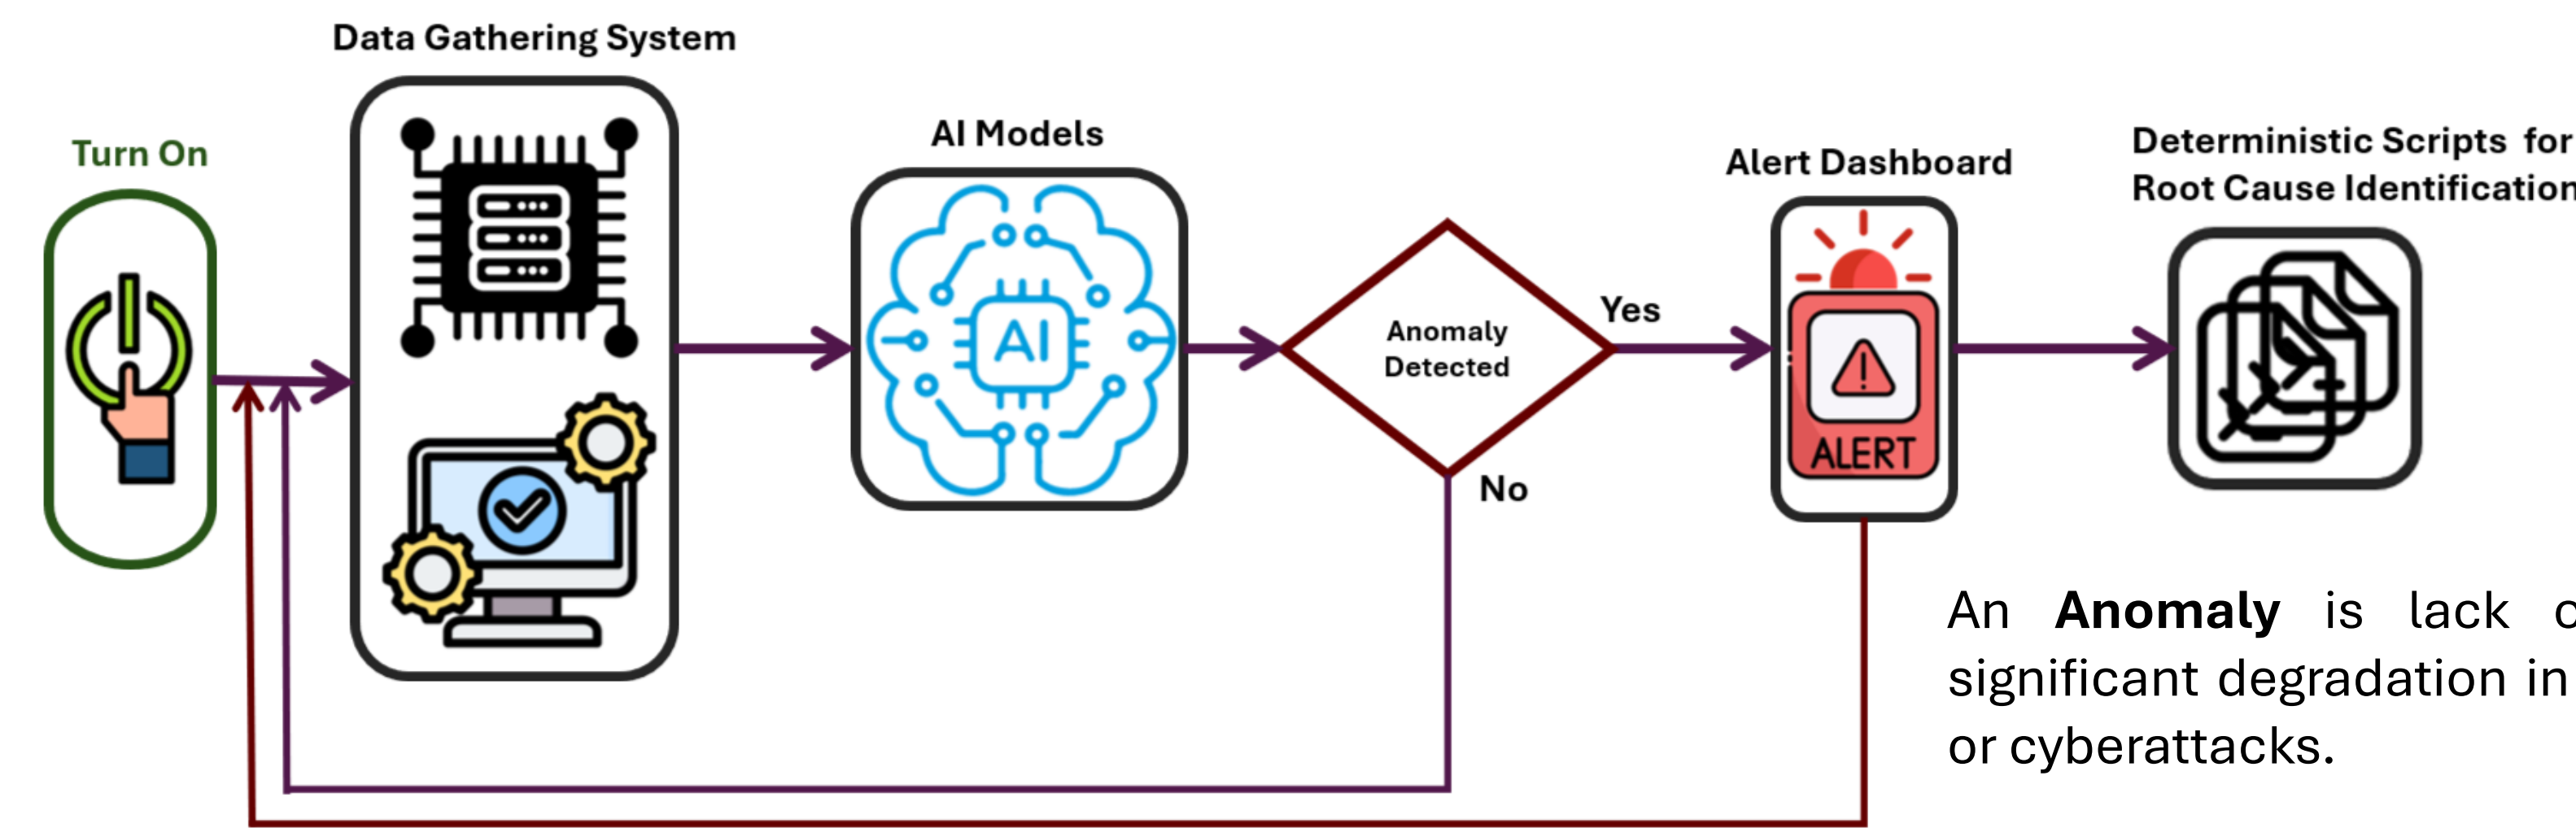 Data Gathering System
Turn On
AI Models
AI
Anomaly
Detected
Yes
No
Alert Dashboard
ALERT
Deterministic Scripts for
Root Cause Identification
An Anomaly is lack
significant degradation in
or cyberattacks.